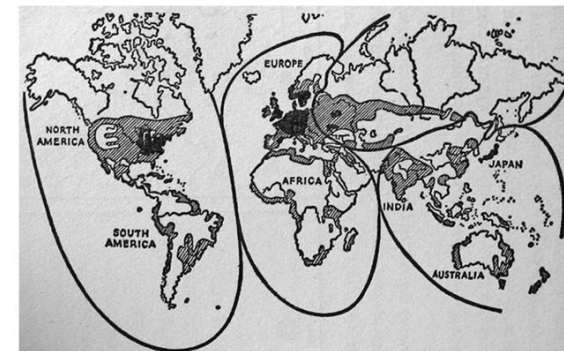 EUROPE
NORTH
AMERICA
JAPAN
AFRICA
INDIA
SOUTH
AMERICA
AUSTRALIA